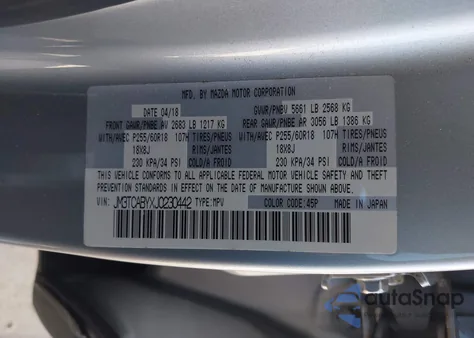 MFD. BY MAZDA MOTOR CORPORATION
DATE 04/18 GVWR/PNBV 5661 LB 2568 KG
FRONT GAWR/PNBE AV 2683 LB 1217 KG REAR GAWR/PNBE AR 3056 LB 1386 KG
WITH/AVEC P255/60R18 107H TIRES/PNEUS WITH/AVEC P255/60R18 107H TIRES/PNEUS
18X8J RIMS/JANTES 18X8J RIMS/JANTES
230 KPA/34 PSI COLD/A FROID 230 KPA/34 PSI COLD/A FROID
THIS VEHICLE CONFORMS TO ALL APPLICABLE FEDERAL MOTOR VEHICLE SAFETY AND THEFT
PREVENTION STANDARDS IN EFFECT ON THE DATE OF MANUFACTURE SHOWN ABOVE.
VIN: JM3TCABYXJ0230442 TYPE:MPV COLOR CODE:45P MADE IN JAPAN
autoSnap